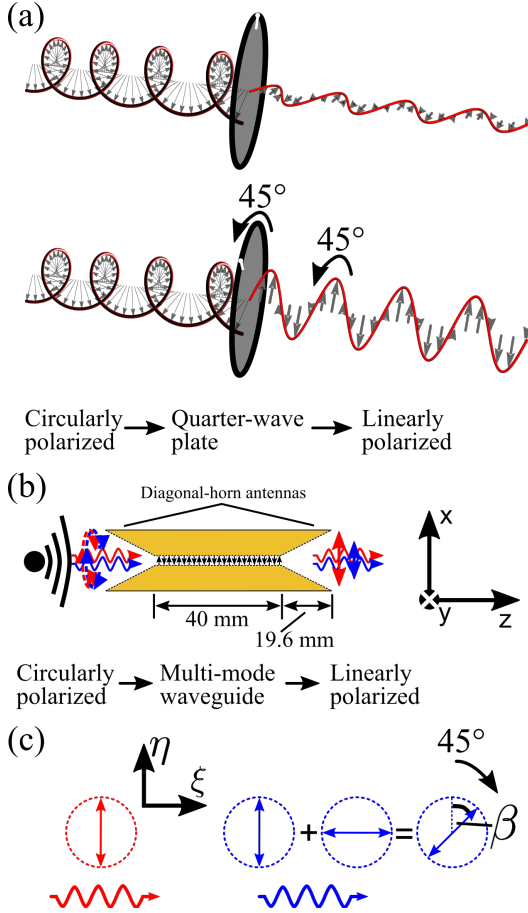 (a)
45°
45°
Circularly polarized
Quarter-wave plate
Linearly polarized
(b)
Diagonal-horn antennas
40 mm
19.6 mm
x
y
z
Circularly polarized
Multi-mode waveguide
Linearly polarized
(c)
η
ξ
45°
+
=
β